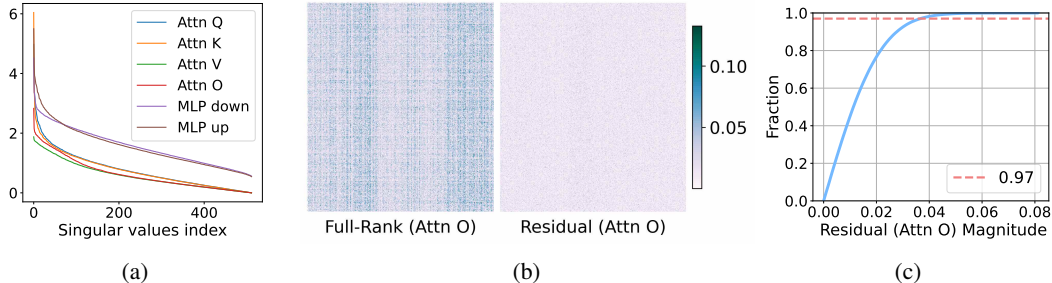 6
4
2
0
0
200
400
Singular values index
Attn Q
Attn K
Attn V
Attn O
MLP down
MLP up
(a)
Full-Rank (Attn O)
Residual (Attn O)
0.10
0.05
(b)
Fraction
1.0
0.8
0.6
0.4
0.2
0.0
0.97
0.00
0.02
0.04
0.06
0.08
Residual (Attn O) Magnitude
(c)